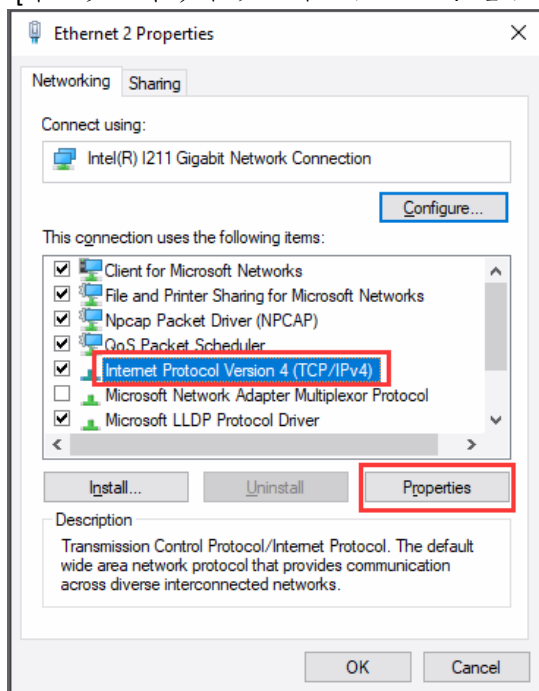 Ethernet 2 Properties
Networking
Sharing
Connect using:
Intel(R) I211 Gigabit Network Connection
Configure...
This connection uses the following items:
Client for Microsoft Networks
File and Printer Sharing for Microsoft Networks
Npcap Packet Driver (NPCAP)
QoS Packet Scheduler
Internet Protocol Version 4 (TCP/IPv4)
Microsoft Network Adapter Multiplexor Protocol
Microsoft LLDP Protocol Driver
Install...
Uninstall
Properties
Description
Transmission Control Protocol/Internet Protocol. The default
wide area network protocol that provides communication
across diverse interconnected networks.
OK
Cancel